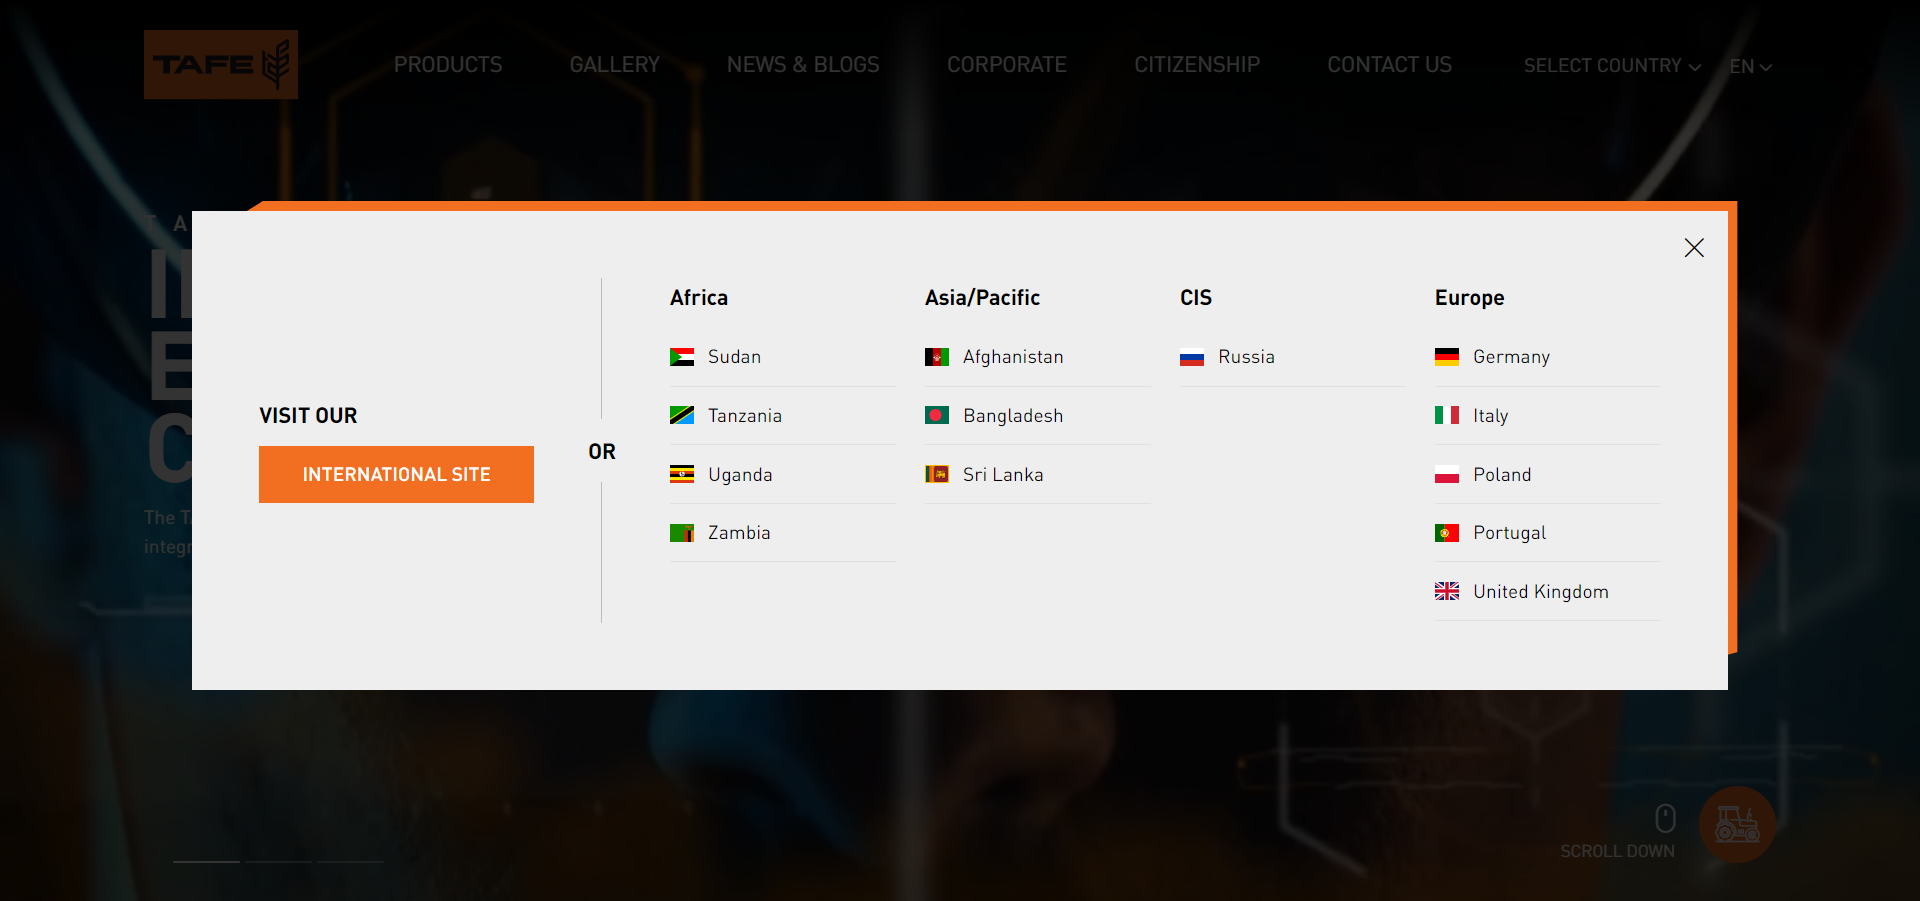 TAFE
PRODUCTS
GALLERY
NEWS & BLOGS
CORPORATE
CITIZENSHIP
CONTACT US
SELECT COUNTRY
EN
VISIT OUR
INTERNATIONAL SITE
OR
Africa
Sudan
Tanzania
Uganda
Zambia
Asia/Pacific
Afghanistan
Bangladesh
Sri Lanka
CIS
Russia
Europe
Germany
Italy
Poland
Portugal
United Kingdom
The
SCROLL DOWN